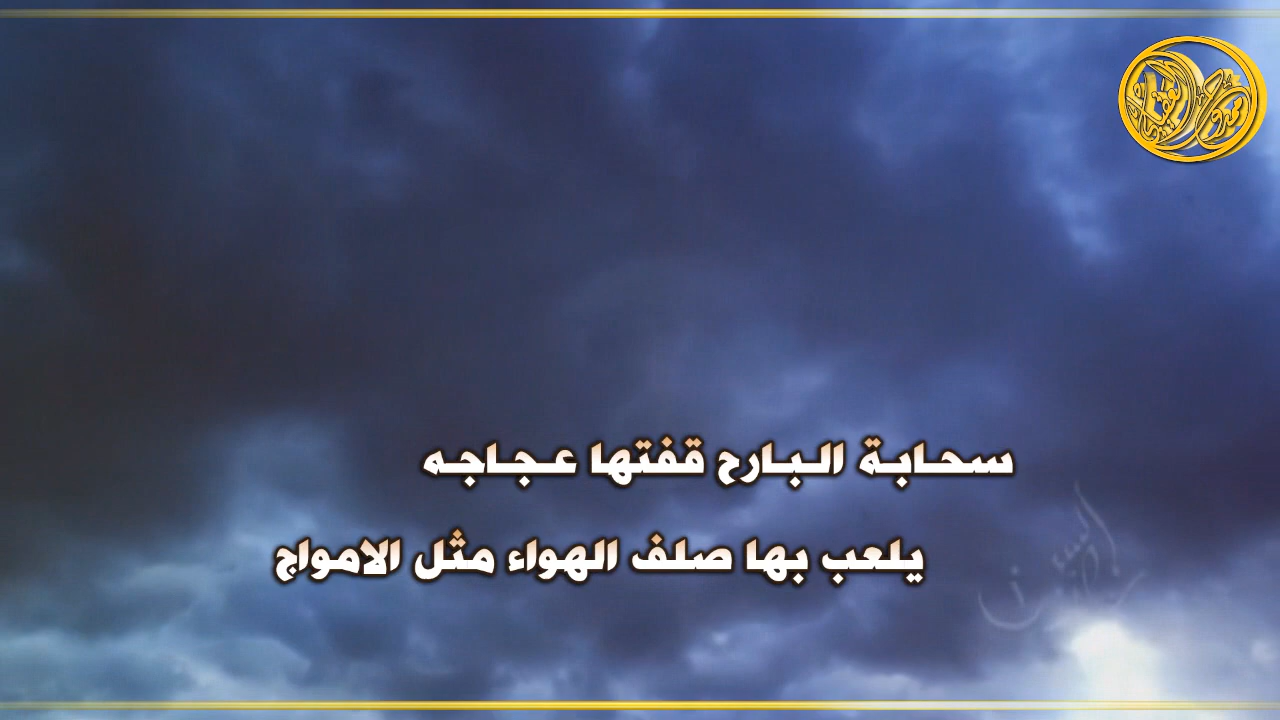 سحابة البارح قفتها عجاجه
يلعب بها صلف الهواء مثل الامواج